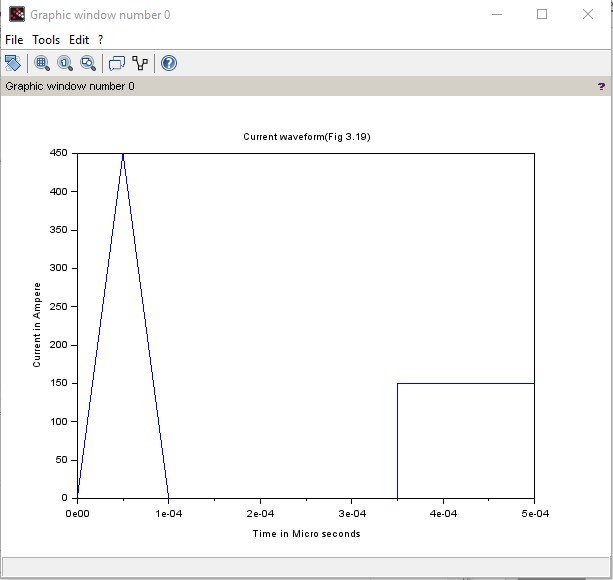 Graphic window number 0
File Tools Edit ?
Graphic window number 0 ?
Current waveform(Fig 3.19)
450
400
350
300
250
200
150
100
50
0
Current in Ampere
0e00 1e-04 2e-04 3e-04 4e-04 5e-04
Time in Micro seconds